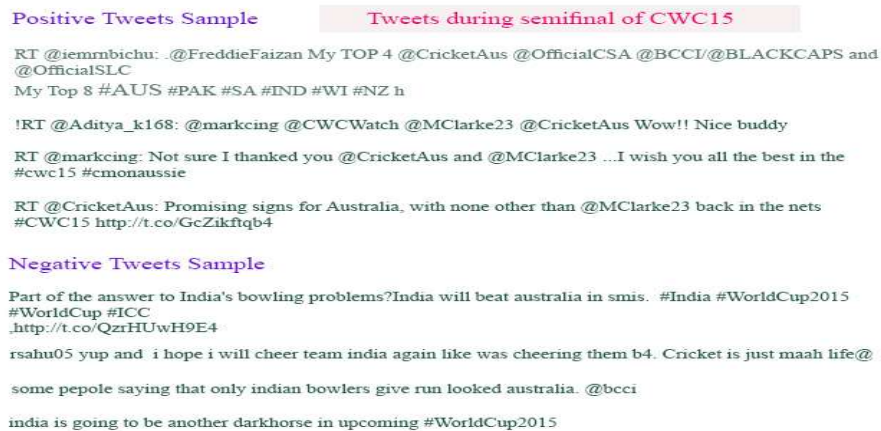 Positive Tweets Sample Tweets during semifinal of CWC15
RT @iemrnbichu: .@FreddieFaizan My TOP 4 @CricketAus @OfficialCSA @BCCI/@BLACKCAPS and
@OfficialSLC
My Top 8 #AUS #PAK #SA #IND #WI #NZ h
!RT @Aditya_k168: @markcing @CWCWatch @MClarke23 @CricketAus Wow!! Nice buddy
RT @markcing: Not sure I thanked you @CricketAus and @MClarke23 ...I wish you all the best in the
#cwc15 #cmonaussie
RT @CricketAus: Promising signs for Australia, with none other than @MClarke23 back in the nets
#CWC15 http://t.co/GcZikftqb4
Negative Tweets Sample
Part of the answer to India's bowling problems?India will beat australia in smis. #India #WorldCup2015
#WorldCup #ICC
,http://t.co/QzrHUwH9E4
rsahu05 yup and i hope i will cheer team india again like was cheering them b4. Cricket is just maah life@
some pepole saying that only indian bowlers give run looked australia. @bcci
india is going to be another darkhorse in upcoming #WorldCup2015